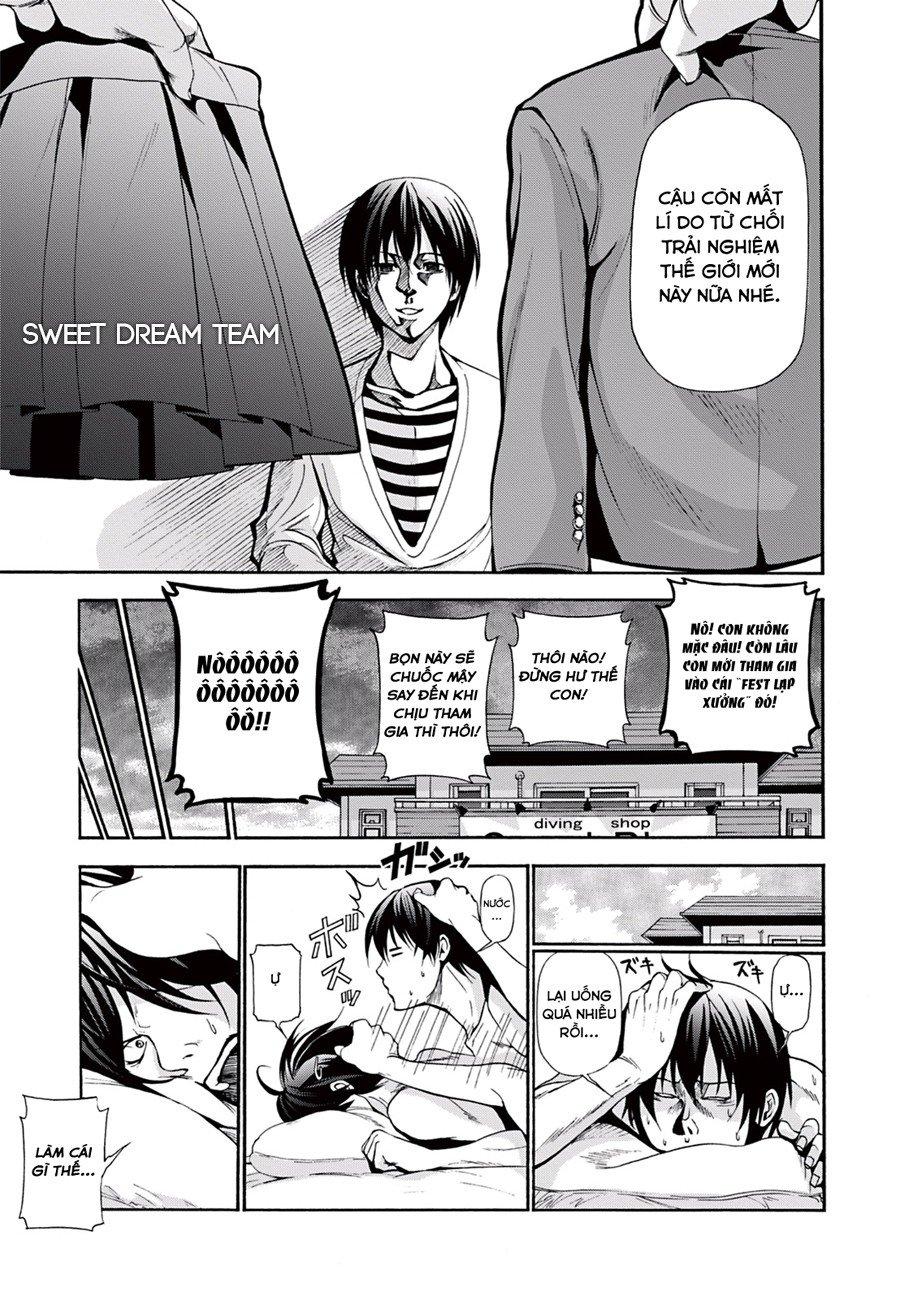 CẬU CÒN MẤT
LÍ DO TỪ CHỐI
TRẢI NGHIỆM
THẾ GIỚI MỚI
NÀY NỮA NHÉ.
SWEET DREAM TEAM
NÔ! CON KHÔNG
MẶC ĐÂU! CÒN LÂU
CON MỚI THAM GIA
VÀO CÁI "FEST LẠP
XƯỞNG" ĐÓ!
THÔI NÀO!
ĐỪNG HƯ THẾ
CON!
BỌN NÀY SẼ
CHUỐC MÀY
SAY ĐẾN KHI
CHỊU THAM
GIA THÌ THÔI!
NÔÔÔÔÔÔ
ÔÔÔÔÔÔÔ
ÔÔ!!
diving shop
Ự...
ズキ
ズキ
LẠI UỐNG
QUÁ NHIỀU
RỒI...
NƯỚC
...
ガシッ
ボスッ
Ự
LÀM CÁI
GÌ THẾ...